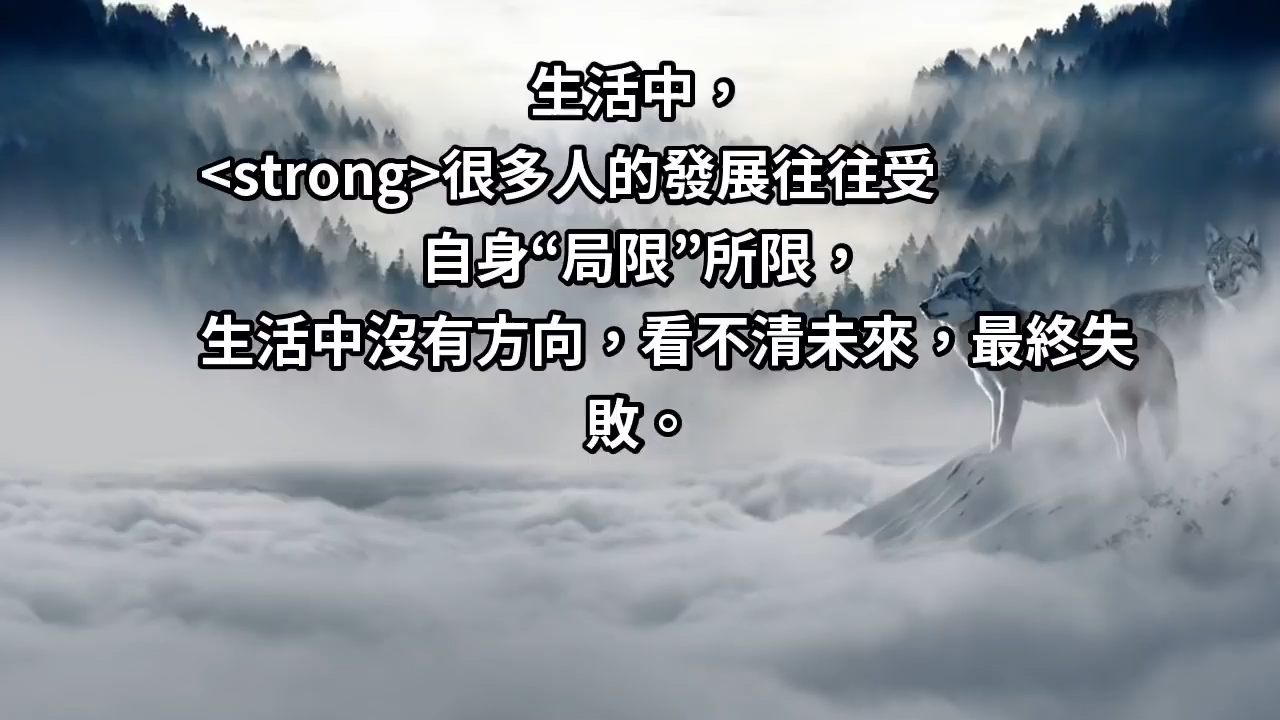 生活中，
<strong>很多人的發展往往受
自身“局限”所限，
生活中沒有方向，看不清未來，最終失
敗。